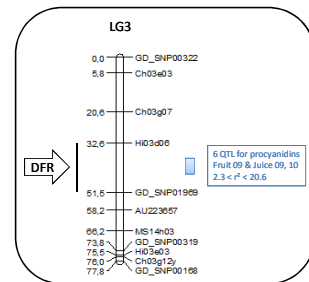 LG3
0,0 GD_SNP00322
5,8 Ch03e03
20,6 Ch03g07
32,6 Hi03d06
DFR
6 QTL for procyanidins
Fruit 09 & Juice 09, 10
2.3 < r² < 20.6
51,5 GD_SNP01969
58,2 AU223657
66,2 MS14h03
73,8 GD_SNP00319
75,5 Hi03e03
76,0 Ch03g12y
77,8 GD_SNP00168